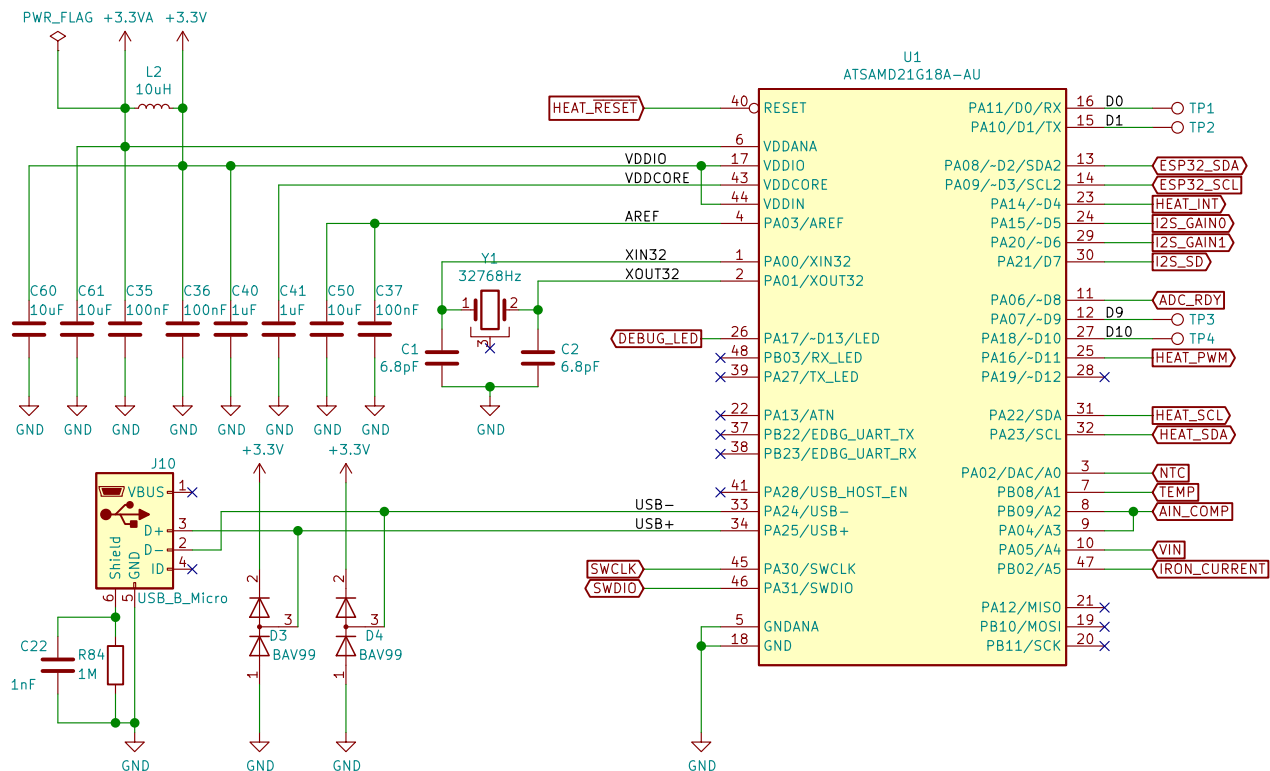 PWR_FLAG +3.3VA +3.3V
L2
10uH
U1
ATSAMD21G18A-AU
HEAT_RESET 40 RESET PA11/D0/RX 16 D0 TP1
PA10/D1/TX 15 D1 TP2
6 VDDANA
VDDIO 17 VDDIO PA08/~D2/SDA2 13 ESP32_SDA
VDDCORE 43 VDDCORE PA09/~D3/SCL2 14 ESP32_SCL
44 VDDIN PA14/~D4 23 HEAT_INT
AREF 4 PA03/AREF PA15/~D5 24 I2S_GAIN0
PA20/~D6 29 I2S_GAIN1
XIN32 1 PA00/XIN32 PA21/D7 30 I2S_SD
XOUT32 2 PA01/XOUT32
Y1
32768Hz
1 2
3
C60 C61 C35 C36 C40 C41 C50 C37
10uF 10uF 100nF 100nF 1uF 1uF 10uF 100nF
PA06/~D8 11 ADC_RDY
PA07/~D9 12 D9 TP3
DEBUG_LED 26 PA17/~D13/LED PA18/~D10 27 D10 TP4
C1 C2
6.8pF 6.8pF
48 PB03/RX_LED PA16/~D11 25 HEAT_PWM
39 PA27/TX_LED PA19/~D12 28
22 PA13/ATN PA22/SDA 31 HEAT_SCL
GND GND GND GND GND GND GND GND GND
37 PB22/EDBG_UART_TX PA23/SCL 32 HEAT_SDA
38 PB23/EDBG_UART_RX
+3.3V +3.3V
PA02/DAC/A0 3 NTC
J10
VBUS 1
41 PA28/USB_HOST_EN PB08/A1 7 TEMP
USB- 33 PA24/USB- PB09/A2 8 AIN_COMP
D+ 3 USB+ 34 PA25/USB+ PA04/A3 9
D- 2 PA05/A4 10 VIN
ID 4
Shield
GND
6 5
USB_B_Micro
SWCLK 45 PA30/SWCLK PB02/A5 47 IRON_CURRENT
SWDIO 46 PA31/SWDIO
PA12/MISO 21
2 2
3 3
5 GNDANA PB10/MOSI 19
18 GND PB11/SCK 20
D3 D4
BAV99 BAV99
1 1
C22
1nF
R84
1M
GND GND GND GND